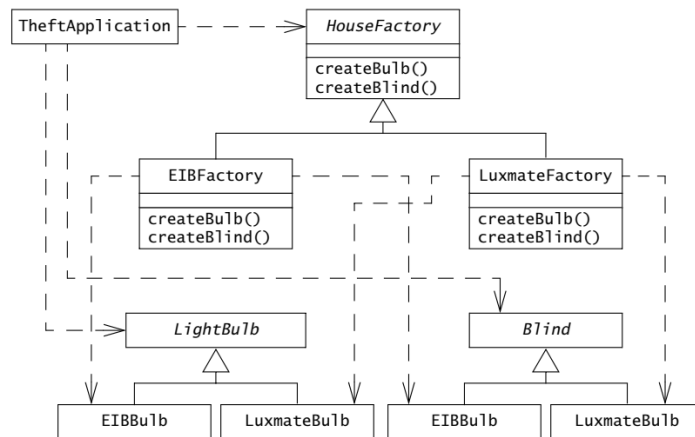 TheftApplication
HouseFactory
createBulb()
createBlind()
EIBFactory
createBulb()
createBlind()
LuxmateFactory
createBulb()
createBlind()
LightBulb
Blind
EIBBulb
LuxmateBulb
EIBBulb
LuxmateBulb